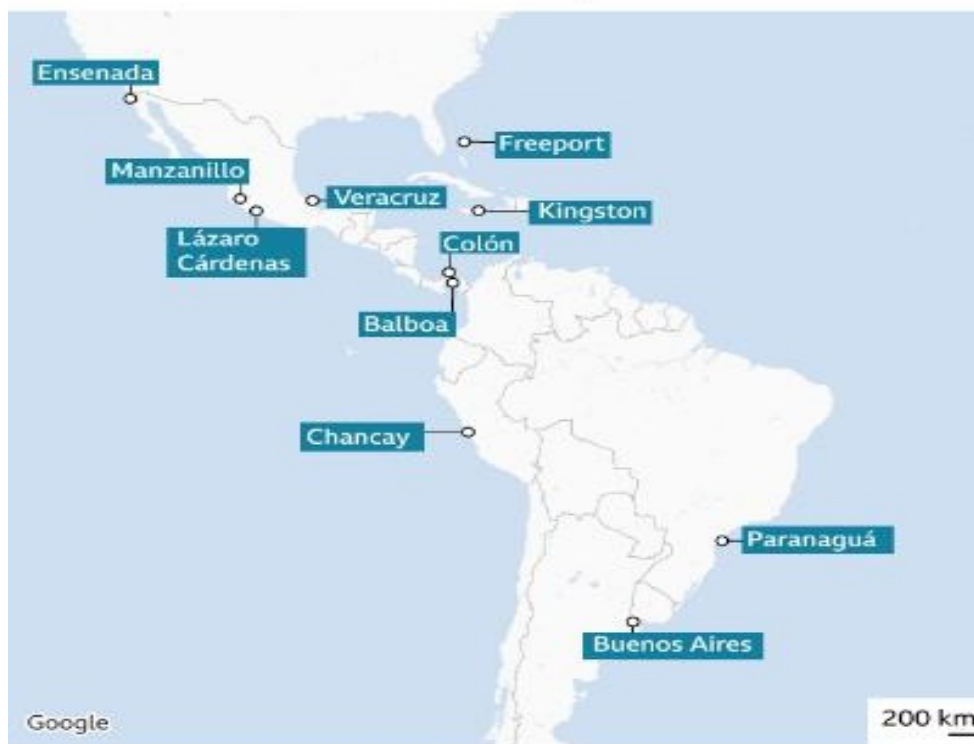 Ensenada
Freeport
Manzanillo
Veracruz
Kingston
Lázaro
Cárdenas
Colón
Balboa
Chancay
Paranaguá
Buenos Aires
Google
200 km